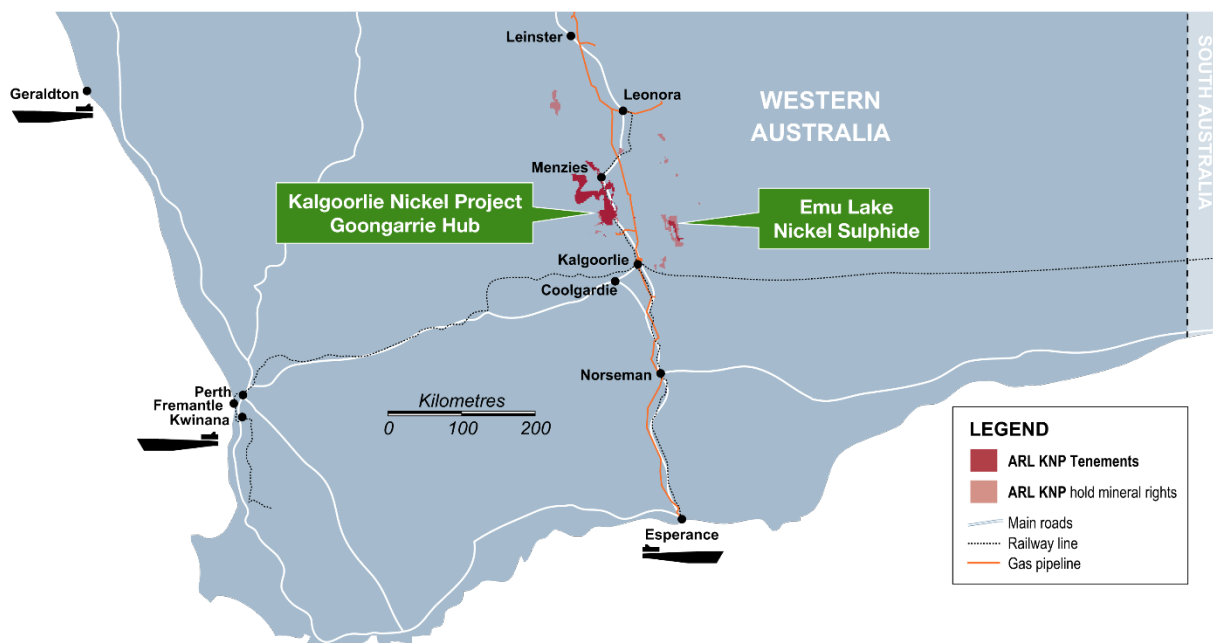 Leinster
Geraldton
Leonora
WESTERN
AUSTRALIA
SOUTH AUSTRALIA
Menzies
Kalgoorlie Nickel Project
Goongarrie Hub
Emu Lake
Nickel Sulphide
Kalgoorlie
Coolgardie
Norseman
Perth
Fremantle
Kwinana
Kilometres
0 100 200
Esperance
LEGEND
ARL KNP Tenements
ARL KNP hold mineral rights
Main roads
Railway line
Gas pipeline